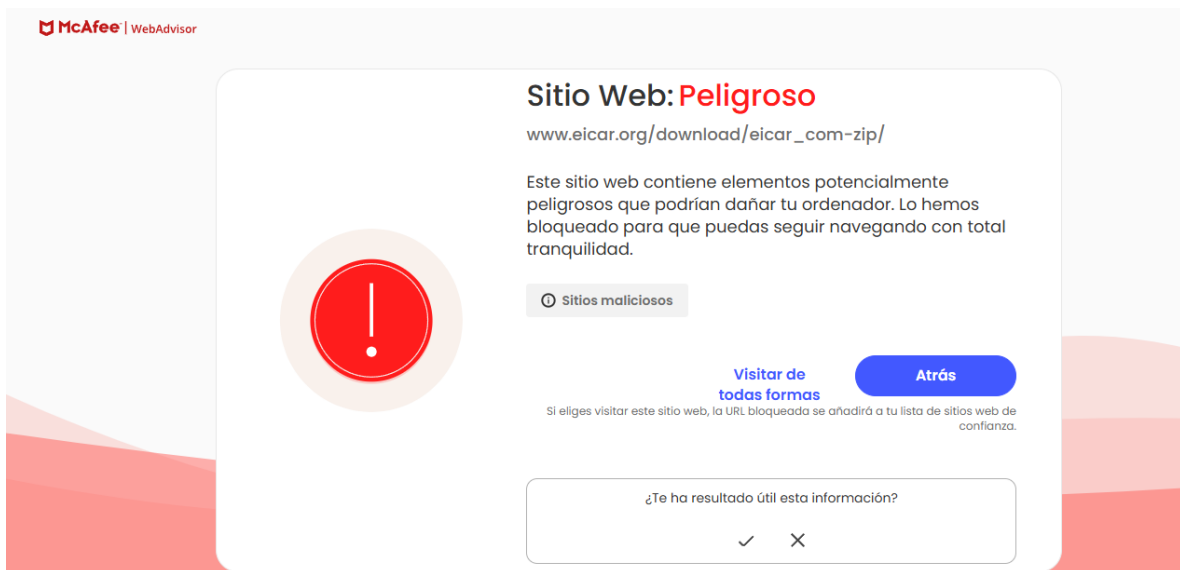 McAfee | WebAdvisor
Sitio Web: Peligroso
www.eicar.org/download/eicar_com-zip/
Este sitio web contiene elementos potencialmente
peligrosos que podrían dañar tu ordenador. Lo hemos
bloqueado para que puedas seguir navegando con total
tranquilidad.
Sitios maliciosos
Visitar de
todas formas
Atrás
Si eliges visitar este sitio web, la URL bloqueada se añadirá a tu lista de sitios web de
confianza.
¿Te ha resultado útil esta información?